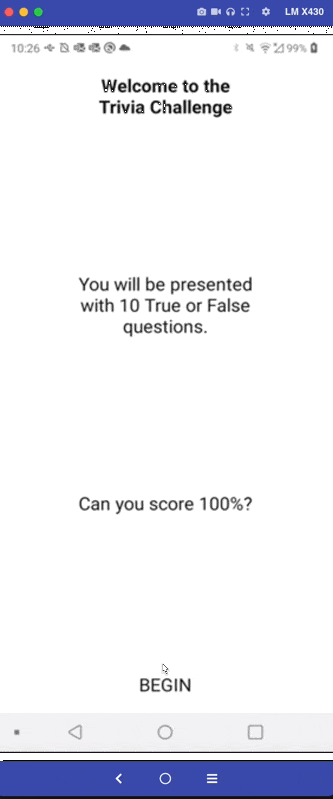 LM X430
10:26 99%
Welcome to the
Trivia Challenge
You will be presented
with 10 True or False
questions.
Can you score 100%?
BEGIN